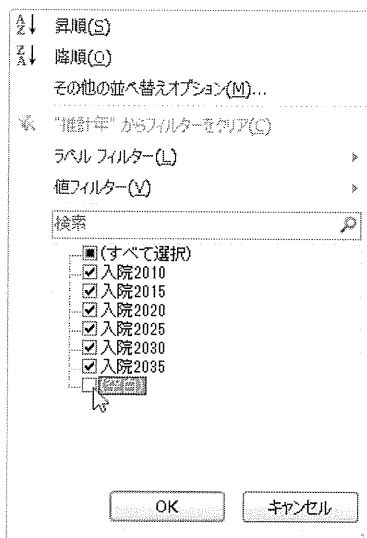 昇順(S)
降順(O)
その他の並べ替えオプション(M)...
"推計年" からフィルターをクリア(C)
ラベル フィルター(L)
値フィルター(V)
検索
(すべて選択)
入院2010
入院2015
入院2020
入院2025
入院2030
入院2035
(空白)
OK
キャンセル